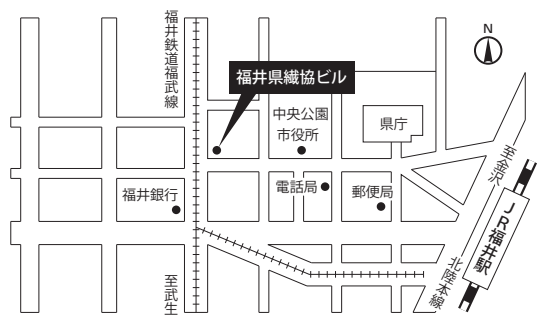 福井鉄道福武線
N
福井県繊協ビル
中央公園
市役所
県庁
至金沢
福井銀行
電話局
郵便局
JR福井駅
北陸本線
至武生